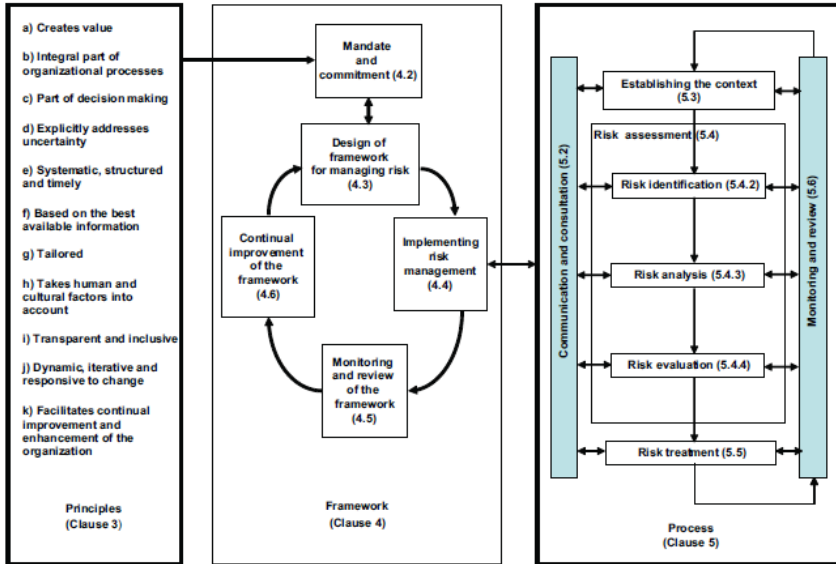 a) Creates value
b) Integral part of
organizational processes
c) Part of decision making
d) Explicitly addresses
uncertainty
e) Systematic, structured
and timely
f) Based on the best
available information
g) Tailored
h) Takes human and
cultural factors into
account
i) Transparent and inclusive
j) Dynamic, iterative and
responsive to change
k) Facilitates continual
improvement and
enhancement of the
organization
Principles
(Clause 3)
Mandate
and
commitment (4.2)
Design of
framework
for managing risk
(4.3)
Continual
improvement
of the
framework
(4.6)
Implementing
risk
management
(4.4)
Monitoring
and review
of the
framework
(4.5)
Framework
(Clause 4)
Communication and consultation (5.2)
Establishing the context
(5.3)
Risk assessment (5.4)
Risk identification (5.4.2)
Risk analysis (5.4.3)
Risk evaluation (5.4.4)
Risk treatment (5.5)
Monitoring and review (5.6)
Process
(Clause 5)